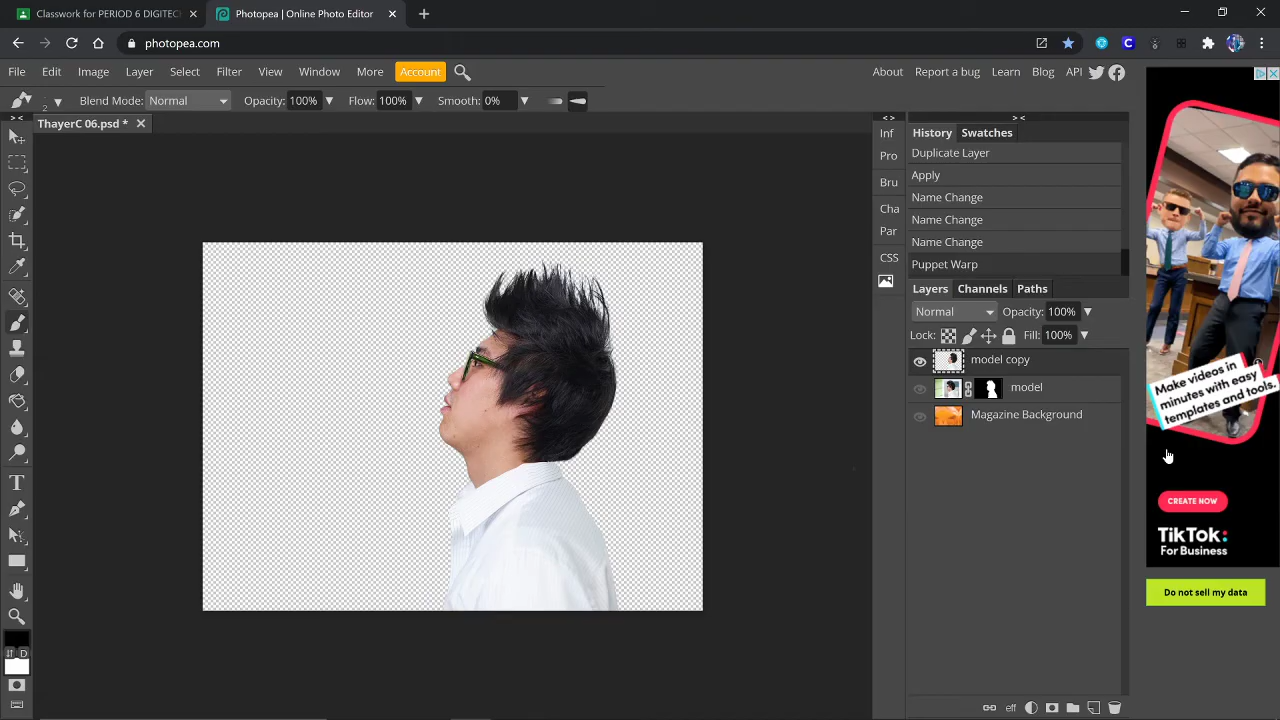 Classwork for PERIOD 6 DIGITEC
Photopea | Online Photo Editor
photopea.com
File Edit Image Layer Select Filter View Window More Account
About Report a bug Learn Blog API
2 Blend Mode: Normal Opacity: 100% Flow: 100% Smooth: 0%
ThayerC 06.psd *
Inf
Pro
Bru
Cha
Par
CSS
History Swatches
Duplicate Layer
Apply
Name Change
Name Change
Name Change
Puppet Warp
Layers Channels Paths
Normal Opacity: 100%
Lock: Fill: 100%
model copy
model
Magazine Background
eff
D
Make videos in
minutes with easy
templates and tools.
CREATE NOW
TikTok:
For Business
Do not sell my data